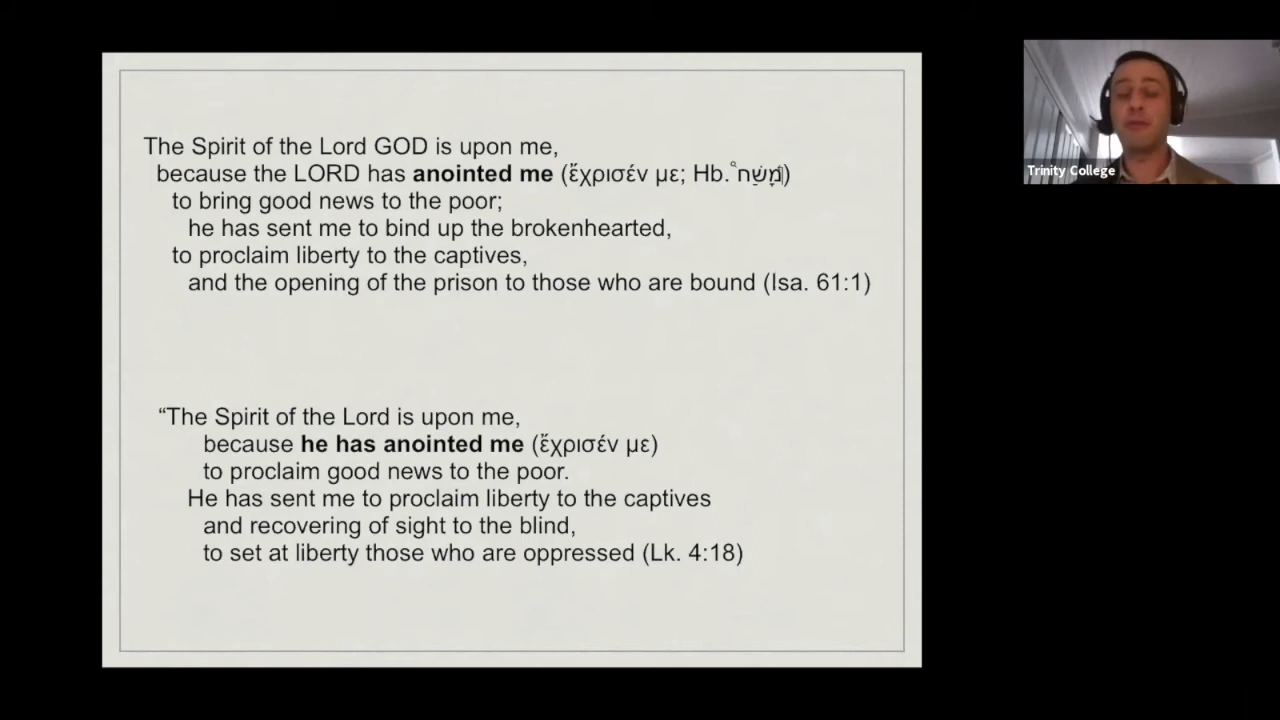 The Spirit of the Lord GOD is upon me,
because the LORD has anointed me (ἔχρισέν με; Hb. מָשַׁח֩)
to bring good news to the poor;
he has sent me to bind up the brokenhearted,
to proclaim liberty to the captives,
and the opening of the prison to those who are bound (Isa. 61:1)
“The Spirit of the Lord is upon me,
because he has anointed me (ἔχρισέν με)
to proclaim good news to the poor.
He has sent me to proclaim liberty to the captives
and recovering of sight to the blind,
to set at liberty those who are oppressed (Lk. 4:18)
Trinity College